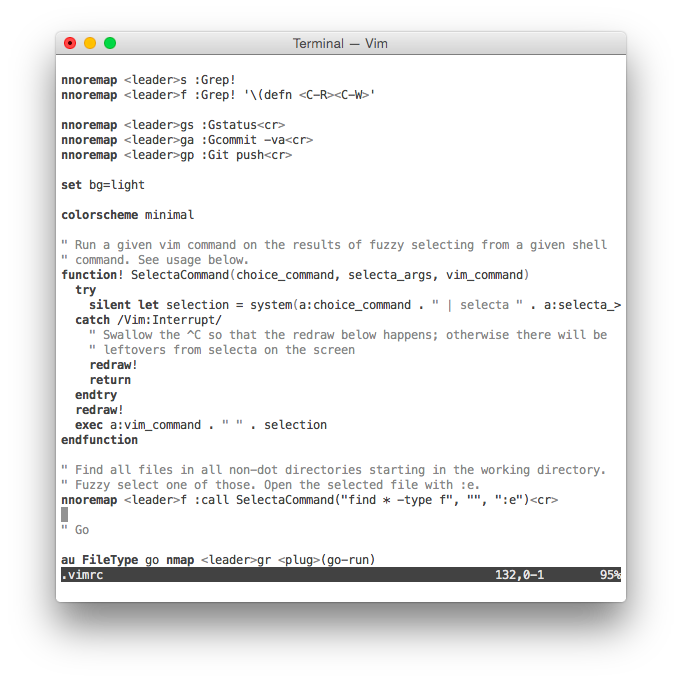 Terminal — Vim
nnoremap <leader>s :Grep!
nnoremap <leader>f :Grep! '\(defn <C-R><C-W>'
nnoremap <leader>gs :Gstatus<cr>
nnoremap <leader>ga :Gcommit -va<cr>
nnoremap <leader>gp :Git push<cr>
set bg=light
colorscheme minimal
" Run a given vim command on the results of fuzzy selecting from a given shell
" command. See usage below.
function! SelectaCommand(choice_command, selecta_args, vim_command)
  try
    silent let selection = system(a:choice_command . " | selecta " . a:selecta_>
  catch /Vim:Interrupt/
    " Swallow the ^C so that the redraw below happens; otherwise there will be
    " leftovers from selecta on the screen
    redraw!
    return
  endtry
  redraw!
  exec a:vim_command . " " . selection
endfunction
" Find all files in all non-dot directories starting in the working directory.
" Fuzzy select one of those. Open the selected file with :e.
nnoremap <leader>f :call SelectaCommand("find * -type f", "", ":e")<cr>
" Go
au FileType go nmap <leader>gr <plug>(go-run)
.vimrc 132,0-1 95%